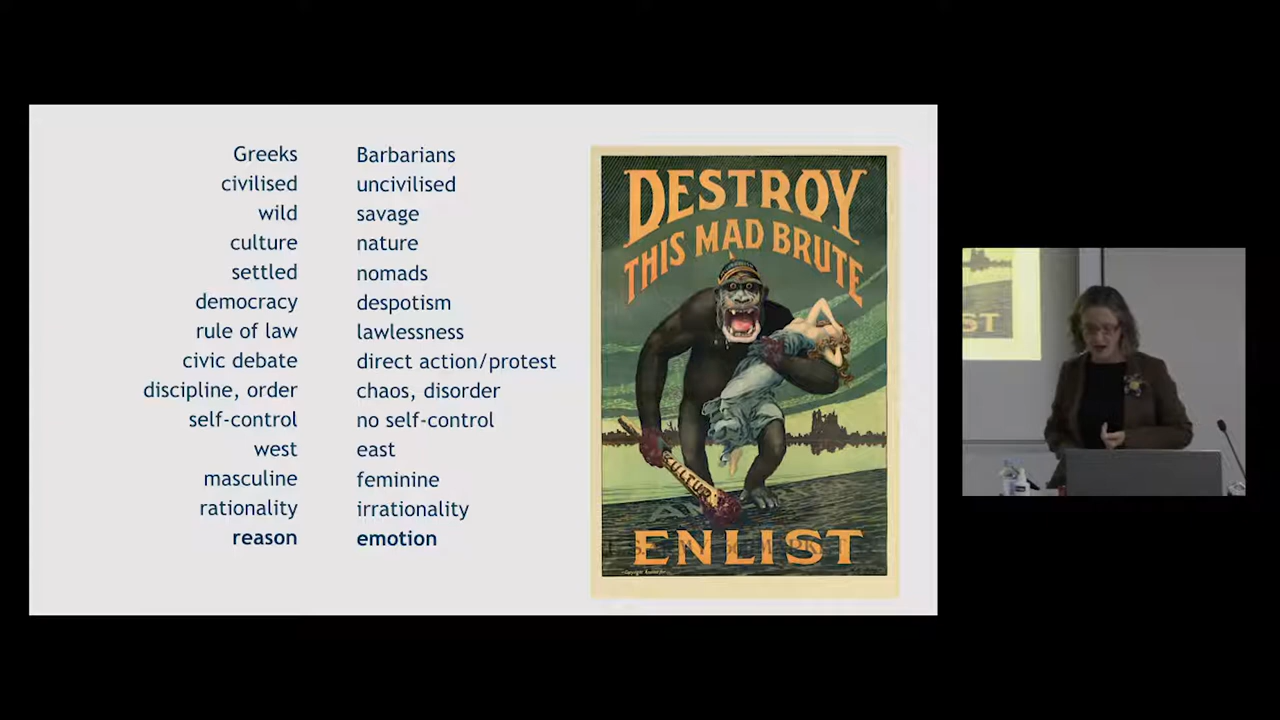 Greeks Barbarians
civilised uncivilised
wild savage
culture nature
settled nomads
democracy despotism
rule of law lawlessness
civic debate direct action/protest
discipline, order chaos, disorder
self-control no self-control
west east
masculine feminine
rationality irrationality
reason emotion
DESTROY
THIS MAD BRUTE
KULTUR
ENLIST
ST